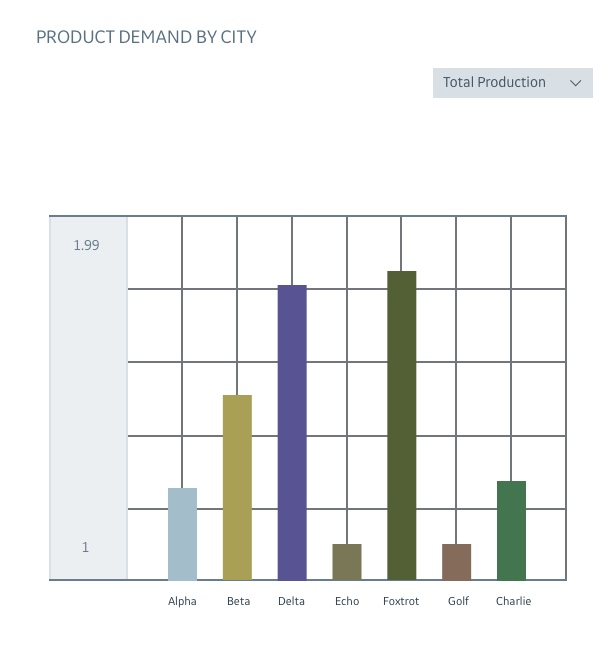 PRODUCT DEMAND BY CITY
Total Production
1.99
1
Alpha Beta Delta Echo Foxtrot Golf Charlie